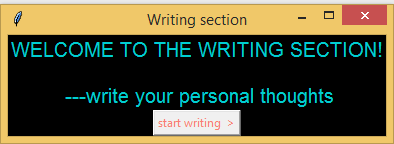 Writing section
WELCOME TO THE WRITING SECTION!
---write your personal thoughts
start writing >